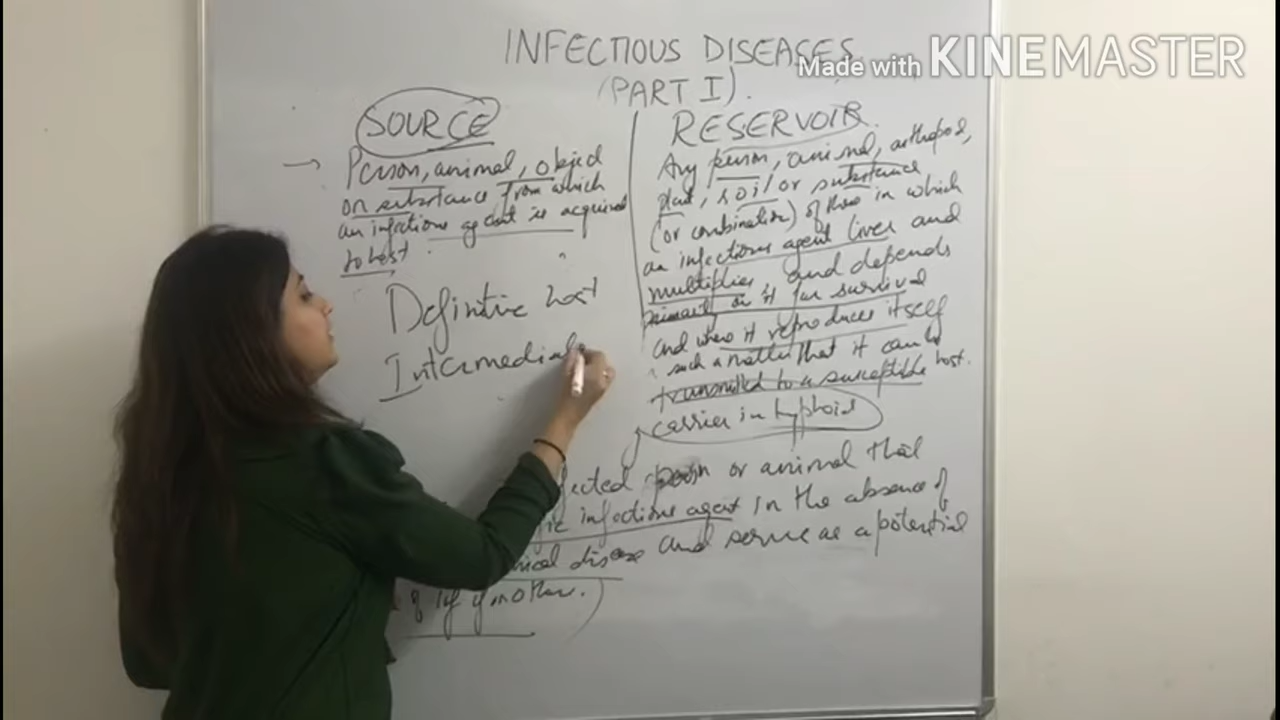 INFECTIOUS DISEASES
(PART I).
Made with KINEMASTER
SOURCE
→ Person, animal, object
or substance from which
an infectious agent is acquired
to host.
Definitive host
Intermediate
RESERVOIR
Any person, animal, arthropod,
plant, soil or substance
(or combination) of these in which
an infectious agent lives and
multiplies and depends
primarily on it for survival
and where it reproduces itself
such a matter that it can be
transmitted to a susceptible host.
carrier in typhoid
person or animal that
infectious agent in the absence of
disease and serve as a potential
of inf